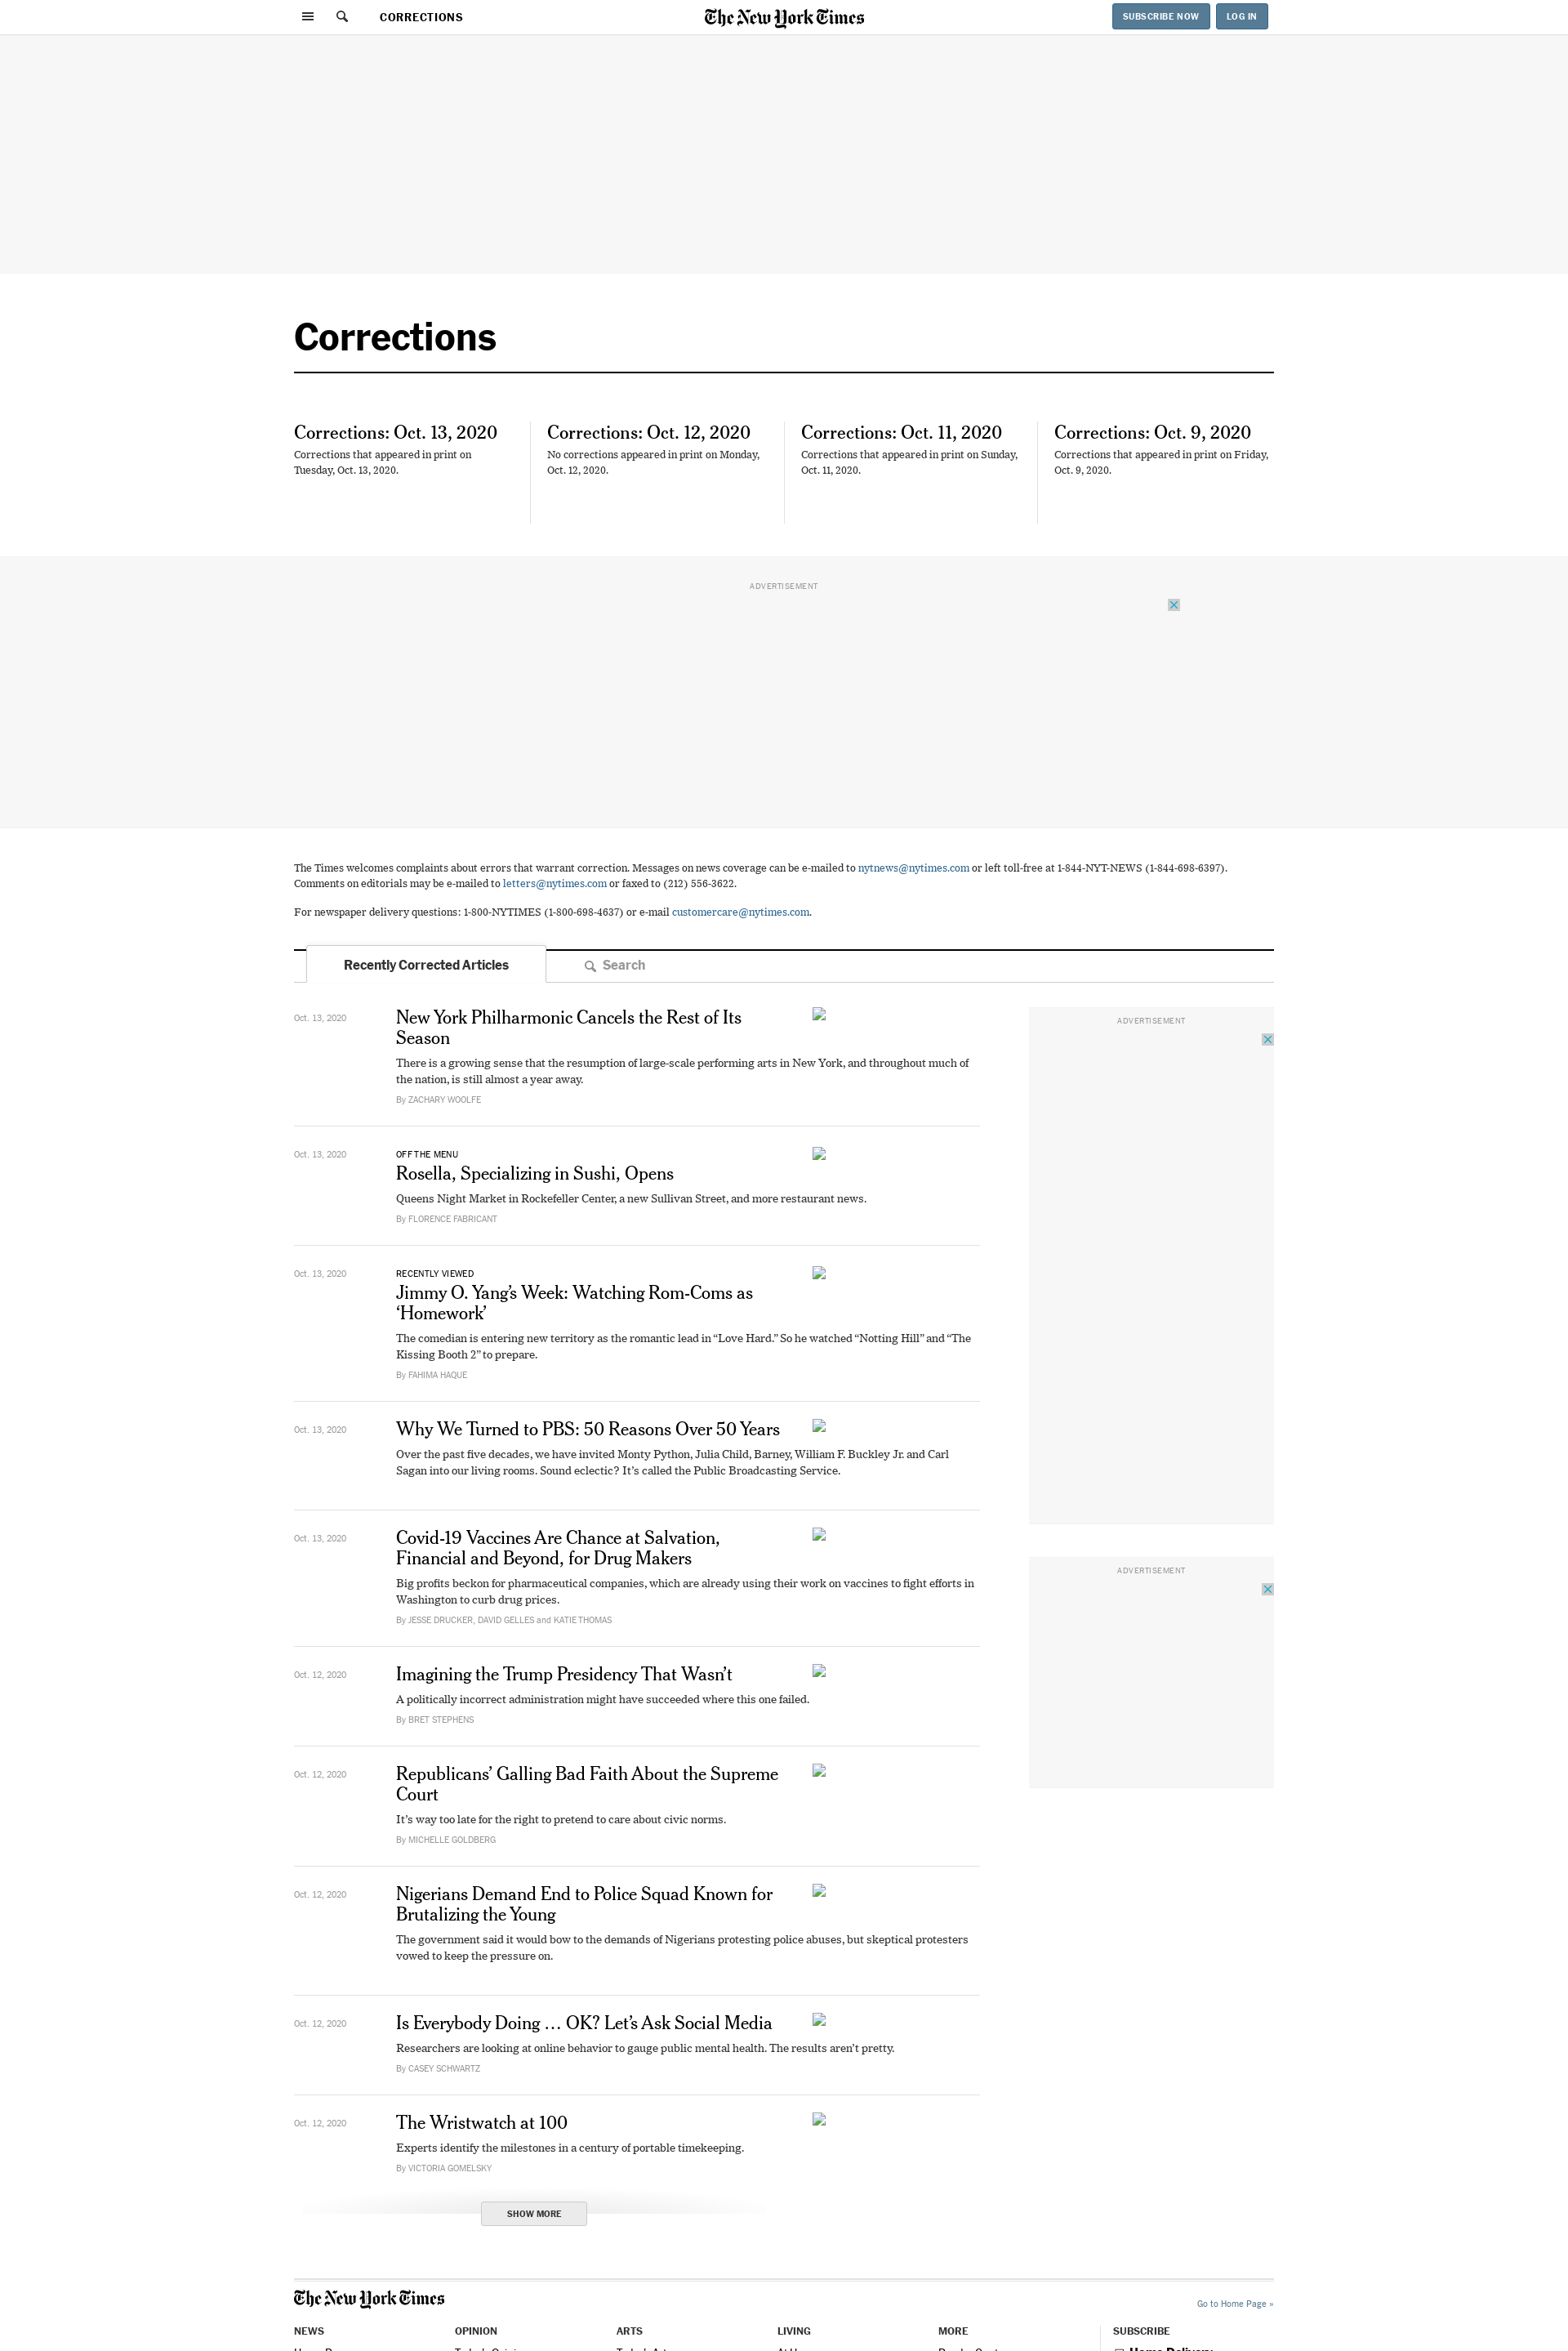 CORRECTIONS
The New York Times
SUBSCRIBE NOW
LOG IN
Corrections
Corrections: Oct. 13, 2020
Corrections that appeared in print on
Tuesday, Oct. 13, 2020.
Corrections: Oct. 12, 2020
No corrections appeared in print on Monday,
Oct. 12, 2020.
Corrections: Oct. 11, 2020
Corrections that appeared in print on Sunday,
Oct. 11, 2020.
Corrections: Oct. 9, 2020
Corrections that appeared in print on Friday,
Oct. 9, 2020.
ADVERTISEMENT
The Times welcomes complaints about errors that warrant correction. Messages on news coverage can be e-mailed to nytnews@nytimes.com or left toll-free at 1-844-NYT-NEWS (1-844-698-6397).
Comments on editorials may be e-mailed to letters@nytimes.com or faxed to (212) 556-3622.
For newspaper delivery questions: 1-800-NYTIMES (1-800-698-4637) or e-mail customercare@nytimes.com.
Recently Corrected Articles
Search
Oct. 13, 2020
New York Philharmonic Cancels the Rest of Its
Season
There is a growing sense that the resumption of large-scale performing arts in New York, and throughout much of
the nation, is still almost a year away.
By ZACHARY WOOLFE
ADVERTISEMENT
Oct. 13, 2020
OFF THE MENU
Rosella, Specializing in Sushi, Opens
Queens Night Market in Rockefeller Center, a new Sullivan Street, and more restaurant news.
By FLORENCE FABRICANT
Oct. 13, 2020
RECENTLY VIEWED
Jimmy O. Yang’s Week: Watching Rom-Coms as
‘Homework’
The comedian is entering new territory as the romantic lead in “Love Hard.” So he watched “Notting Hill” and “The
Kissing Booth 2” to prepare.
By FAHIMA HAQUE
Oct. 13, 2020
Why We Turned to PBS: 50 Reasons Over 50 Years
Over the past five decades, we have invited Monty Python, Julia Child, Barney, William F. Buckley Jr. and Carl
Sagan into our living rooms. Sound eclectic? It’s called the Public Broadcasting Service.
Oct. 13, 2020
Covid-19 Vaccines Are Chance at Salvation,
Financial and Beyond, for Drug Makers
Big profits beckon for pharmaceutical companies, which are already using their work on vaccines to fight efforts in
Washington to curb drug prices.
By JESSE DRUCKER, DAVID GELLES and KATIE THOMAS
ADVERTISEMENT
Oct. 12, 2020
Imagining the Trump Presidency That Wasn’t
A politically incorrect administration might have succeeded where this one failed.
By BRET STEPHENS
Oct. 12, 2020
Republicans’ Galling Bad Faith About the Supreme
Court
It’s way too late for the right to pretend to care about civic norms.
By MICHELLE GOLDBERG
Oct. 12, 2020
Nigerians Demand End to Police Squad Known for
Brutalizing the Young
The government said it would bow to the demands of Nigerians protesting police abuses, but skeptical protesters
vowed to keep the pressure on.
Oct. 12, 2020
Is Everybody Doing … OK? Let’s Ask Social Media
Researchers are looking at online behavior to gauge public mental health. The results aren’t pretty.
By CASEY SCHWARTZ
Oct. 12, 2020
The Wristwatch at 100
Experts identify the milestones in a century of portable timekeeping.
By VICTORIA GOMELSKY
SHOW MORE
The New York Times
Go to Home Page »
NEWS
OPINION
ARTS
LIVING
MORE
SUBSCRIBE